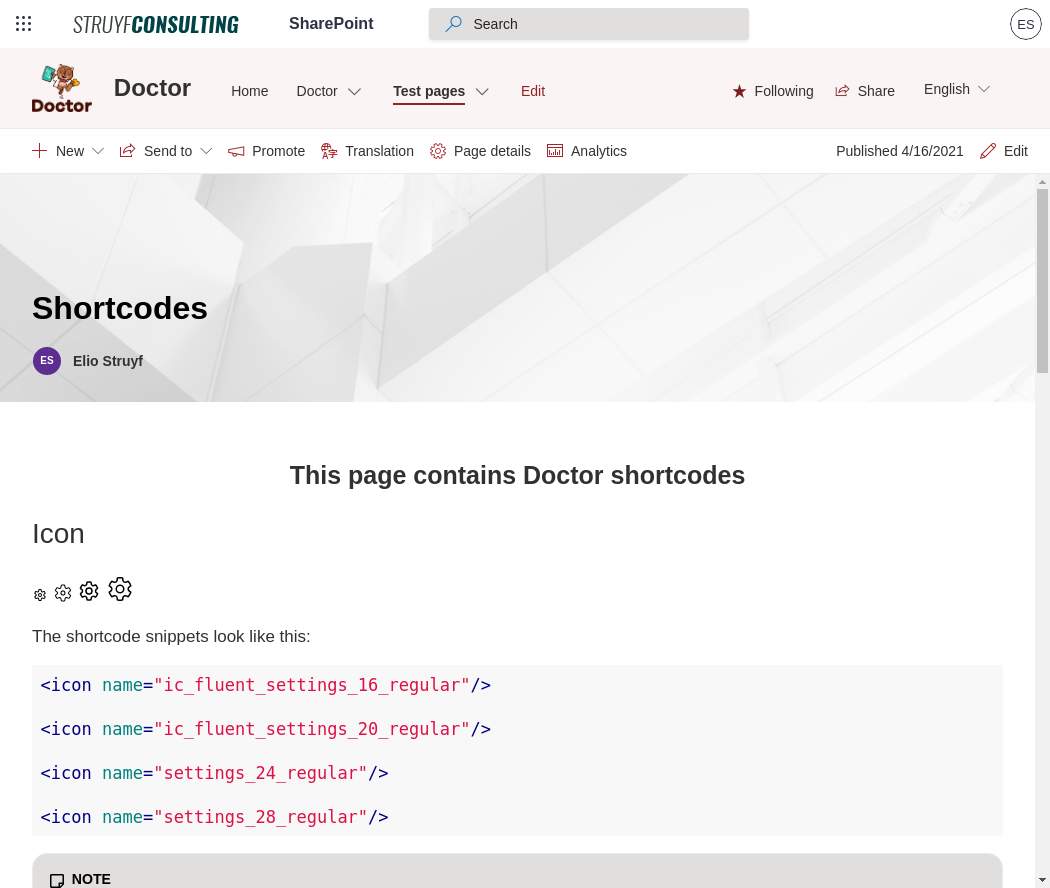 STRUYFCONSULTING SharePoint Search ES
Doctor Doctor Home Doctor Test pages Edit Following Share English
New Send to Promote Translation Page details Analytics Published 4/16/2021 Edit
Shortcodes
ES Elio Struyf
This page contains Doctor shortcodes
Icon
The shortcode snippets look like this:
<icon name="ic_fluent_settings_16_regular"/>
<icon name="ic_fluent_settings_20_regular"/>
<icon name="settings_24_regular"/>
<icon name="settings_28_regular"/>
NOTE